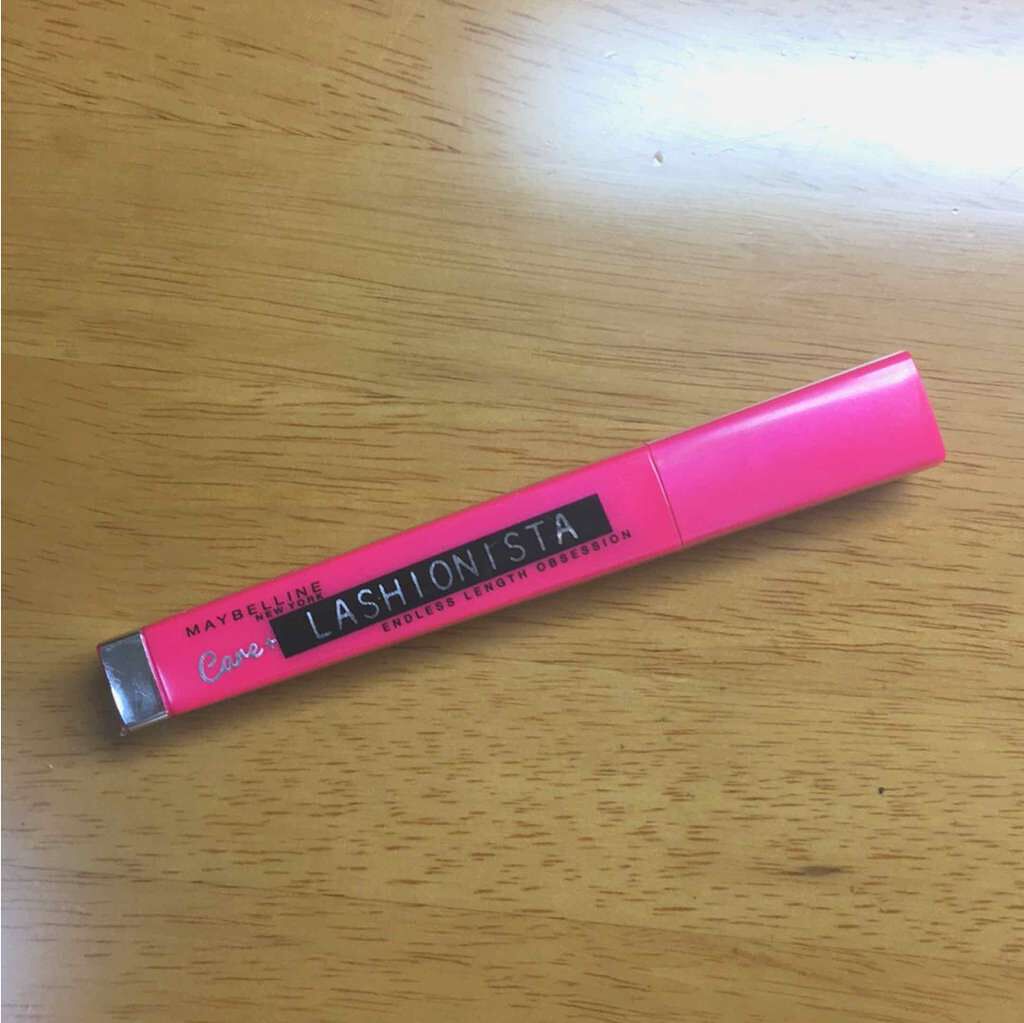 MAYBELLINE
NEW YORK
Care+ LASHIONISTA
ENDLESS LENGTH OBSESSION